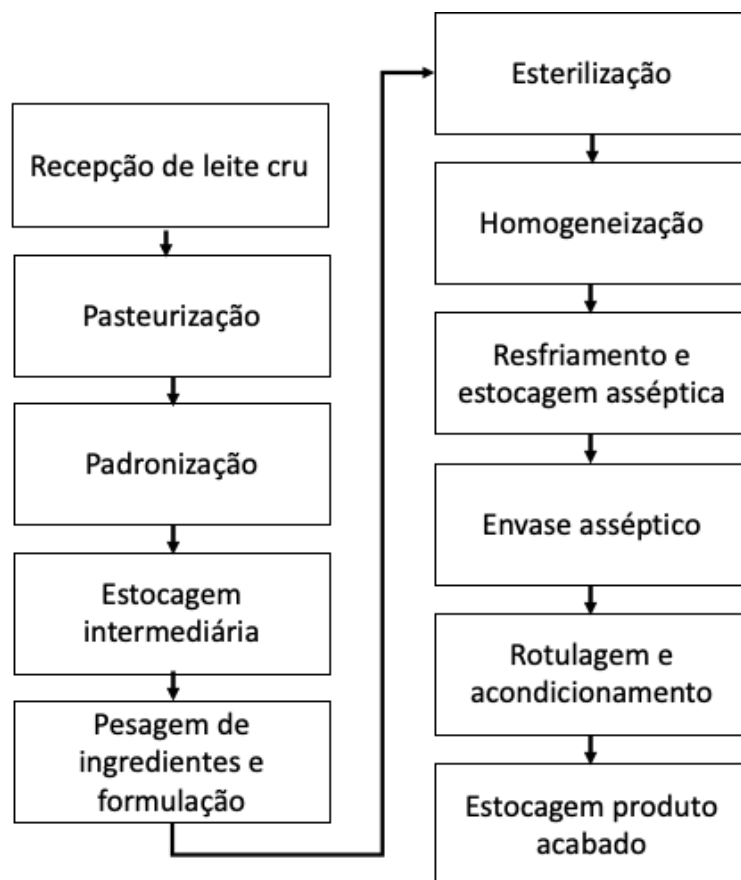 Recepção de leite cru
Pasteurização
Padronização
Estocagem
intermediária
Pesagem de
ingredientes e
formulação
Esterilização
Homogeneização
Resfriamento e
estocagem asséptica
Envase asséptico
Rotulagem e
acondicionamento
Estocagem produto
acabado